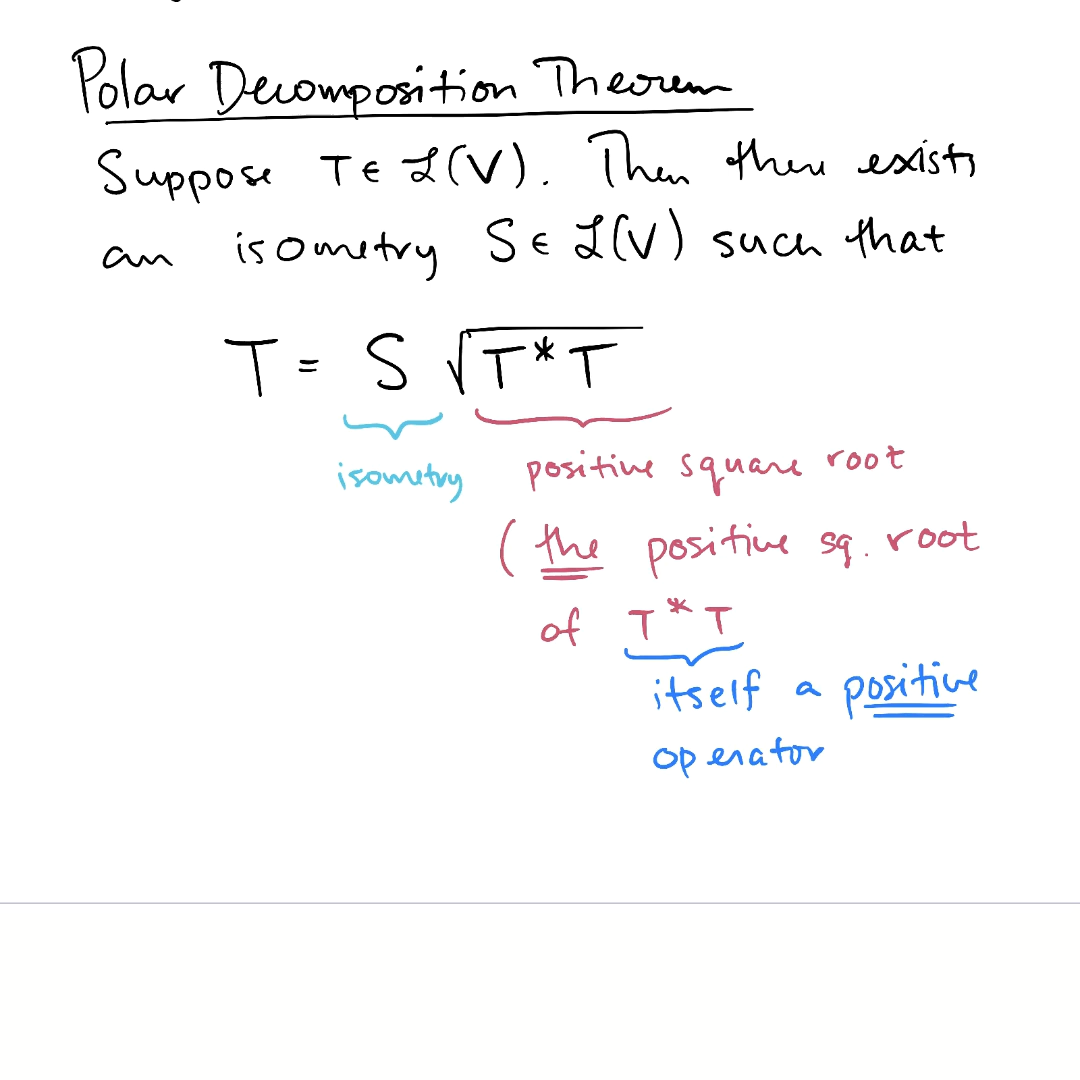 Polar Decomposition Theorem
Suppose T ∈ ℒ(V). Then there exists
an isometry S ∈ ℒ(V) such that
T = S √T*T
isometry positive square root
( the positive sq. root
of T*T
itself a positive
operator